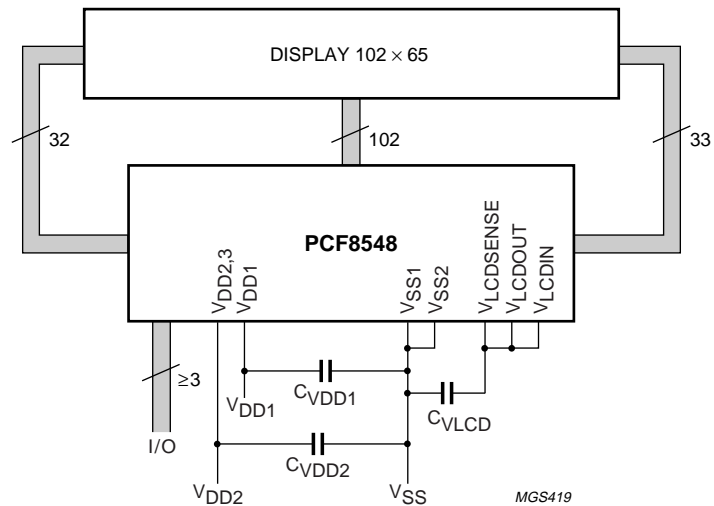 DISPLAY 102 × 65
32
102
33
PCF8548
VDD2,3
VDD1
VSS1
VSS2
VLCDSENSE
VLCDOUT
VLCDIN
≥3
I/O
VDD1
CVDD1
CVLCD
CVDD2
VDD2
VSS
MGS419